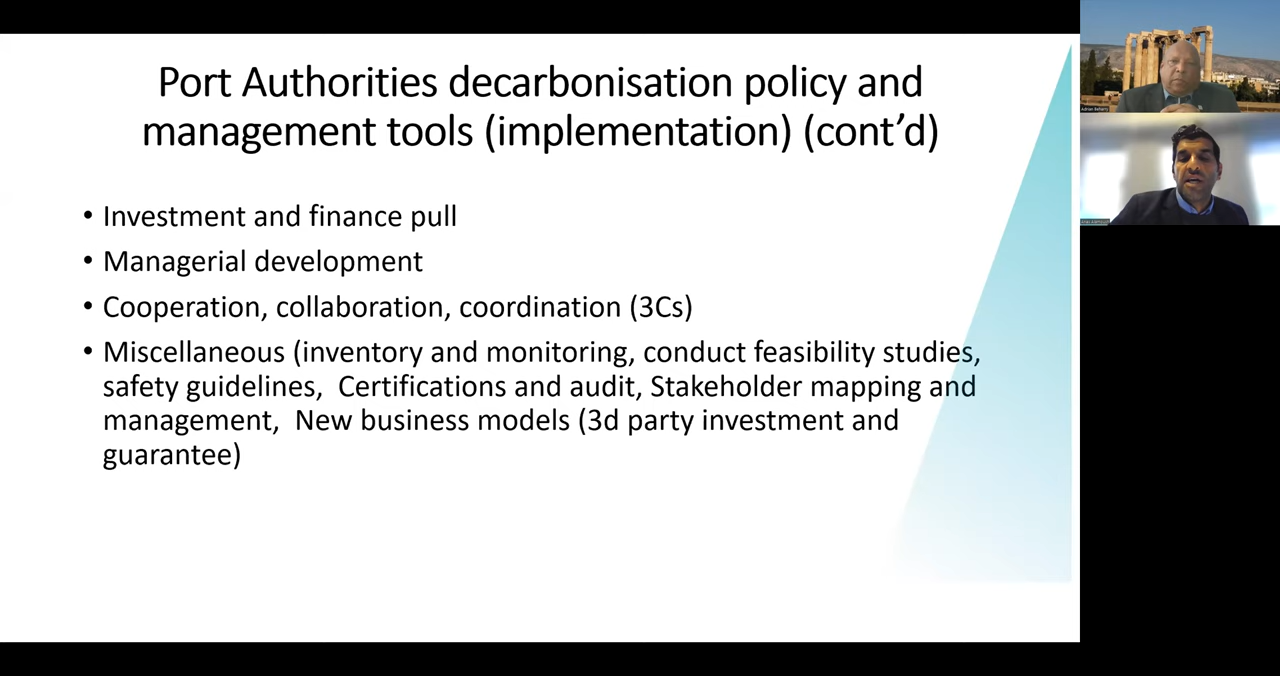 Port Authorities decarbonisation policy and
management tools (implementation) (cont’d)
• Investment and finance pull
• Managerial development
• Cooperation, collaboration, coordination (3Cs)
• Miscellaneous (inventory and monitoring, conduct feasibility studies,
safety guidelines,  Certifications and audit, Stakeholder mapping and
management,  New business models (3d party investment and
guarantee)